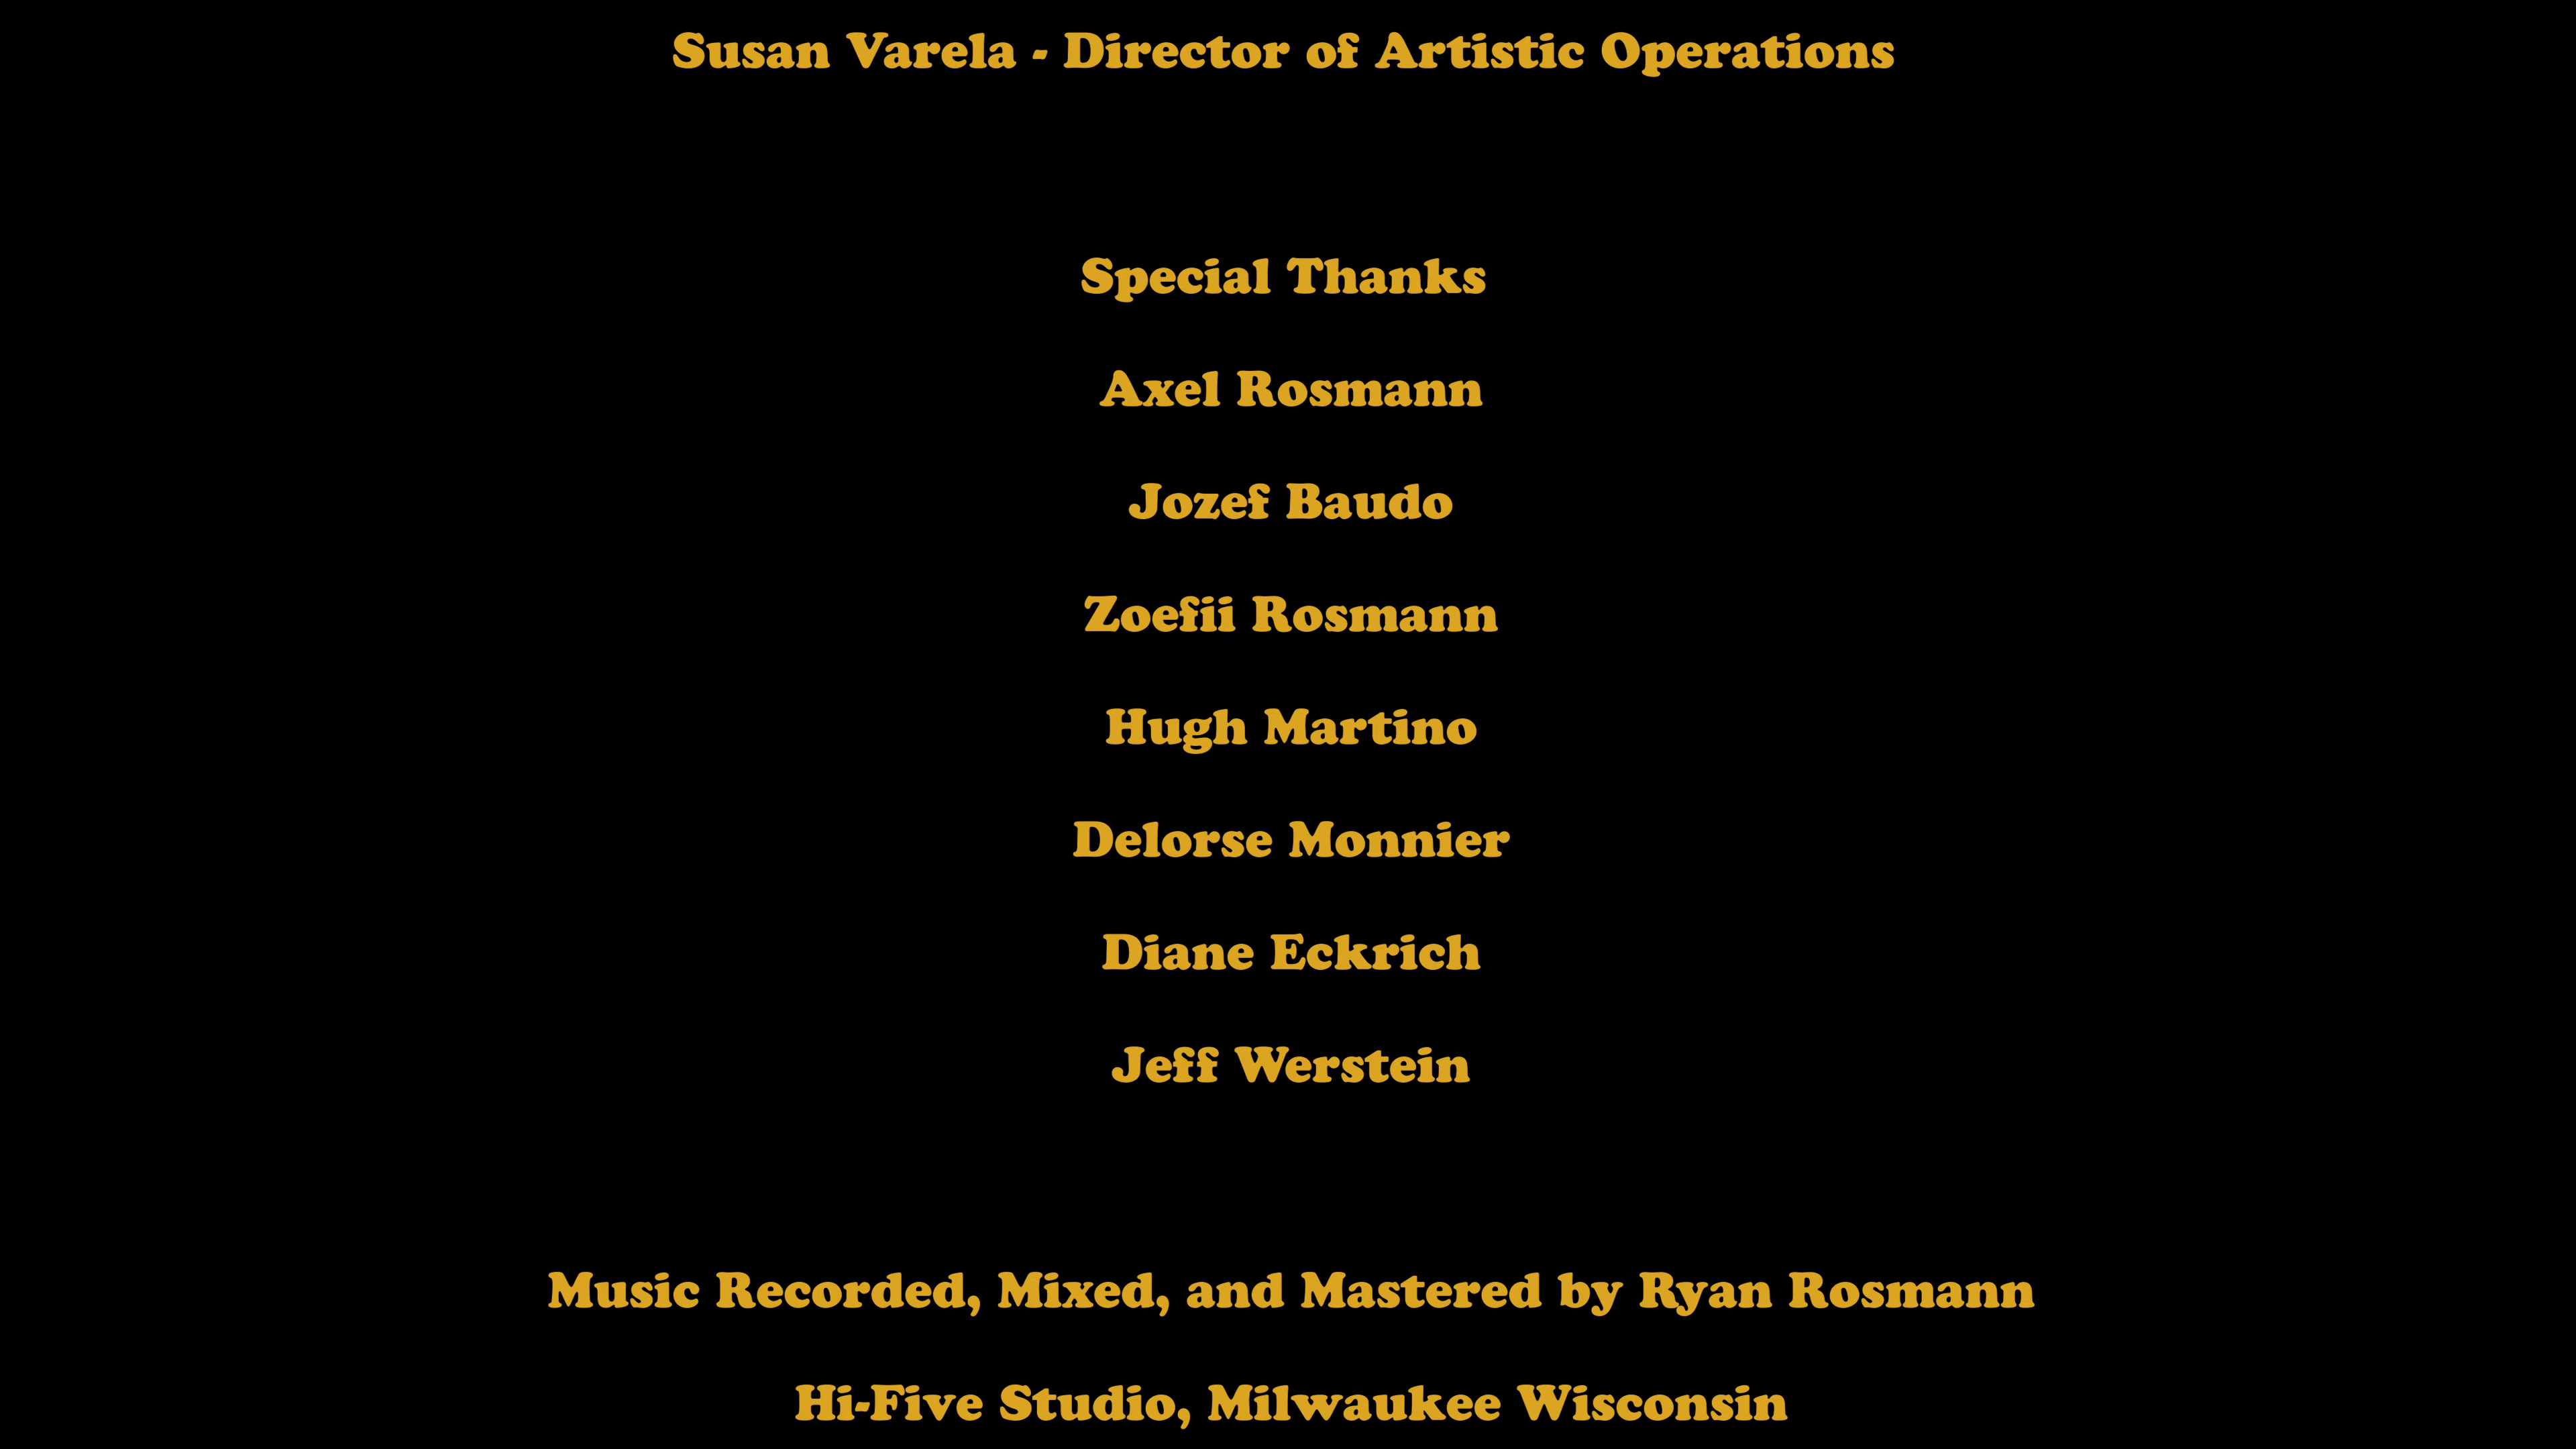 Susan Varela - Director of Artistic Operations
Special Thanks
Axel Rosmann
Jozef Baudo
Zoefii Rosmann
Hugh Martino
Delorse Monnier
Diane Eckrich
Jeff Werstein
Music Recorded, Mixed, and Mastered by Ryan Rosmann
Hi-Five Studio, Milwaukee Wisconsin